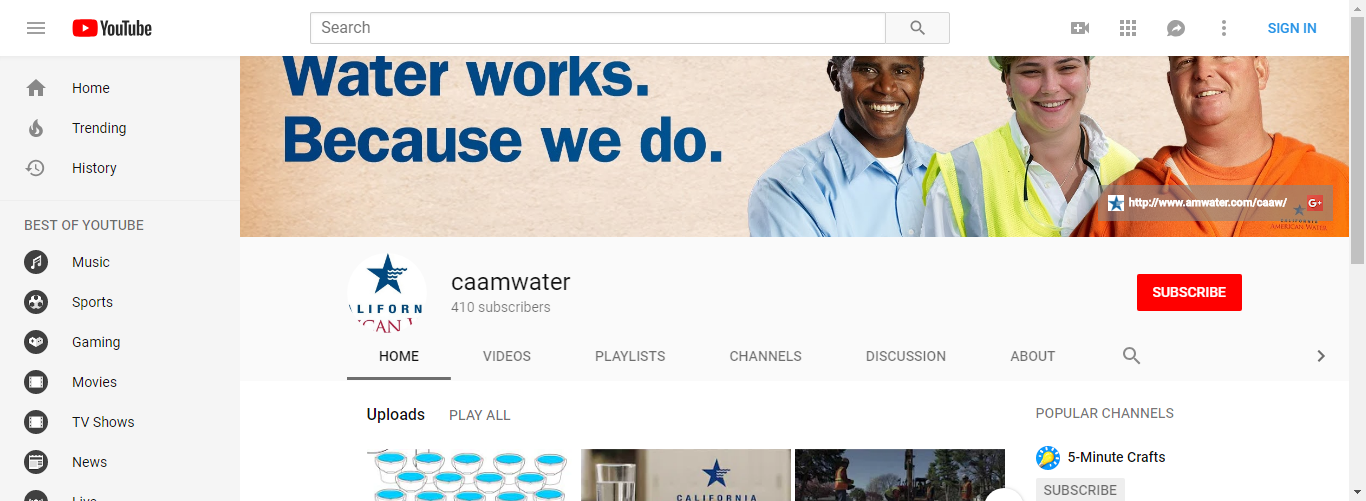 YouTube
Search
SIGN IN
Home
Trending
History
BEST OF YOUTUBE
Music
Sports
Gaming
Movies
TV Shows
News
Live
Water works.
Because we do.
http://www.amwater.com/caaw/
G+
CALIFORNIA
AMERICAN WATER
LIFORN
CAN
caamwater
410 subscribers
SUBSCRIBE
HOME
VIDEOS
PLAYLISTS
CHANNELS
DISCUSSION
ABOUT
Uploads
PLAY ALL
CALIFORNIA
POPULAR CHANNELS
5-Minute Crafts
SUBSCRIBE